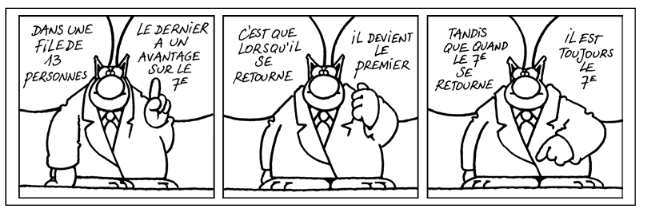 DANS UNE
FILE DE
13
PERSONNES
LE DERNIER
A UN
AVANTAGE
SUR LE
7E
C'EST QUE
LORSQU'IL
SE
RETOURNE
iL DEVIENT
LE
PREMIER
TANDIS
QUE QUAND
LE 7E
SE
RETOURNE
iL EST
TOUJOURS
LE
7E